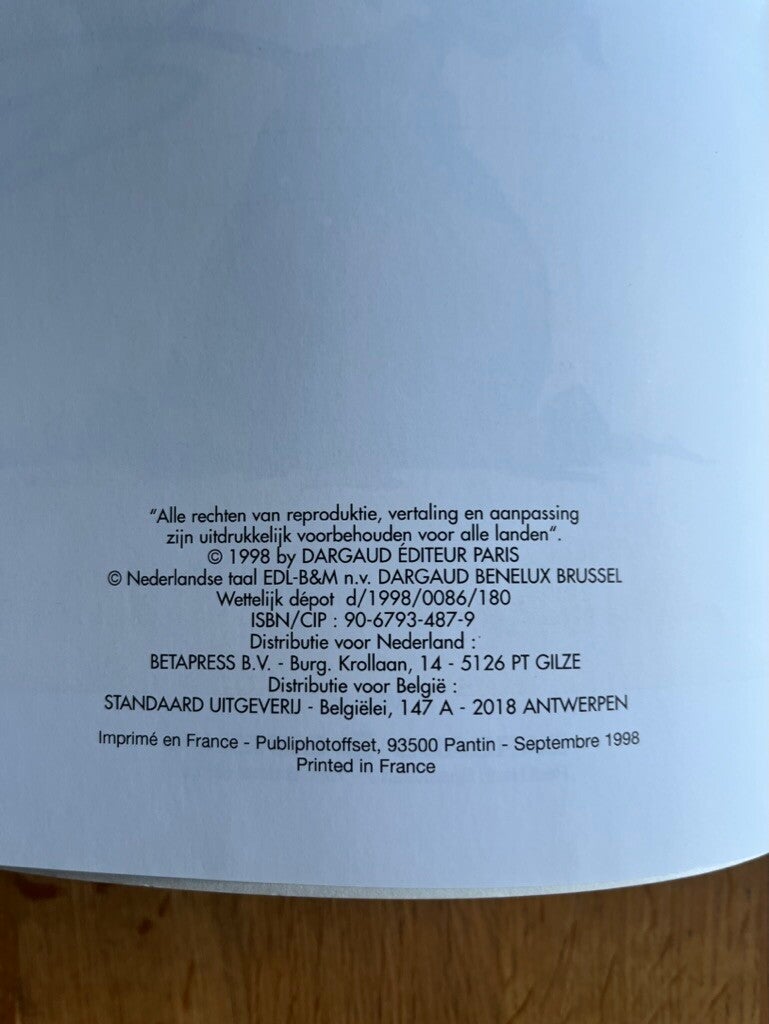 "Alle rechten van reproduktie, vertaling en aanpassing
zijn uitdrukkelijk voorbehouden voor alle landen".
© 1998 by DARGAUD ÉDITEUR PARIS
© Nederlandse taal EDL-B&M n.v. DARGAUD BENELUX BRUSSEL
Wettelijk dépot d/1998/0086/180
ISBN/CIP : 90-6793-487-9
Distributie voor Nederland :
BETAPRESS B.V. - Burg. Krollaan, 14 - 5126 PT GILZE
Distributie voor België :
STANDAARD UITGEVERIJ - Belgiëlei, 147 A - 2018 ANTWERPEN
Imprimé en France - Publiphotoffset, 93500 Pantin - Septembre 1998
Printed in France